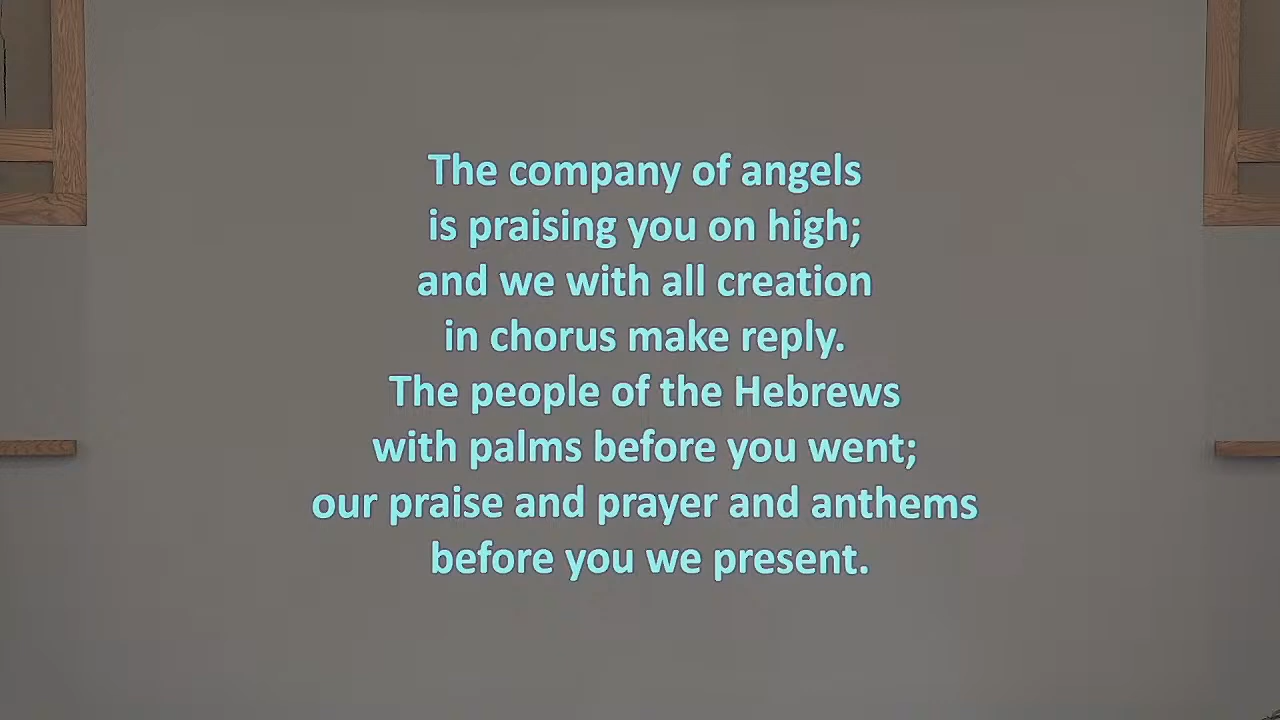 The company of angels
is praising you on high;
and we with all creation
in chorus make reply.
The people of the Hebrews
with palms before you went;
our praise and prayer and anthems
before you we present.